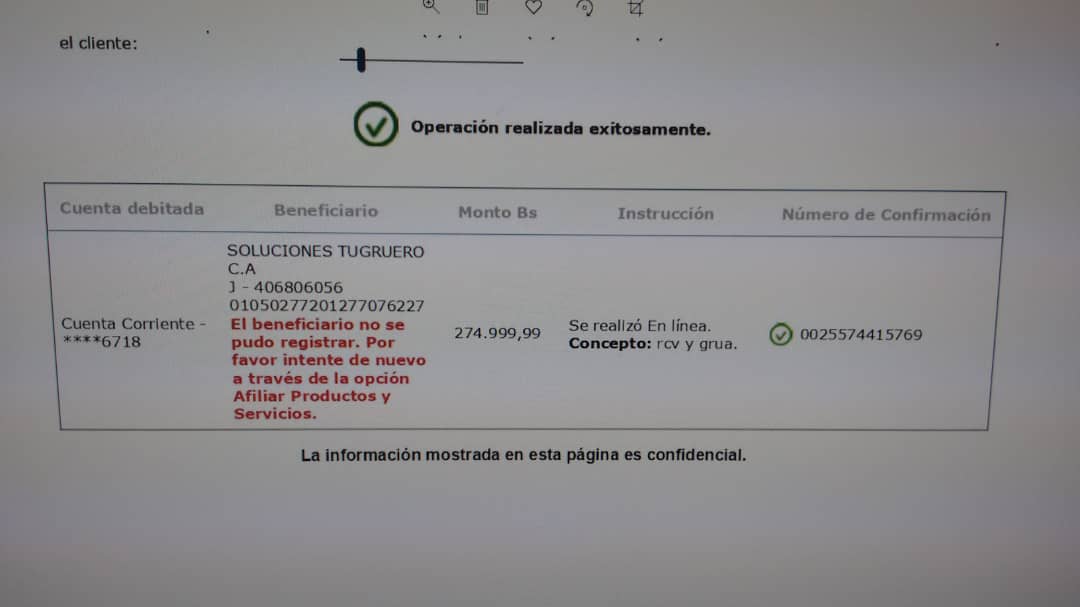 el cliente:
Operación realizada exitosamente.
Cuenta debitada Beneficiario Monto Bs Instrucción Número de Confirmación
SOLUCIONES TUGRUERO
C.A
J - 406806056
01050277201277076227
Cuenta Corriente -
****6718
El beneficiario no se
pudo registrar. Por
favor intente de nuevo
a través de la opción
Afiliar Productos y
Servicios.
274.999,99
Se realizó En línea.
Concepto: rcv y grua.
0025574415769
La información mostrada en esta página es confidencial.